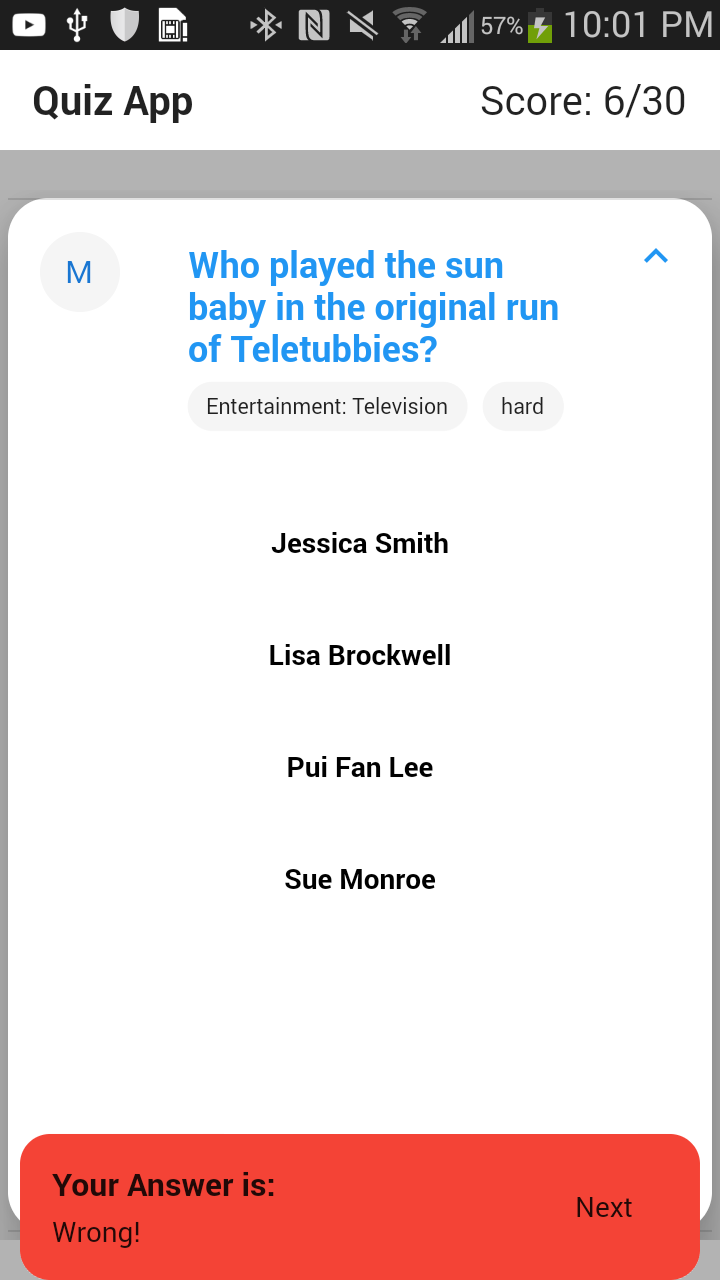 57% 10:01 PM
Quiz App Score: 6/30
M
Who played the sun
baby in the original run
of Teletubbies?
Entertainment: Television hard
Jessica Smith
Lisa Brockwell
Pui Fan Lee
Sue Monroe
Your Answer is:
Wrong!
Next